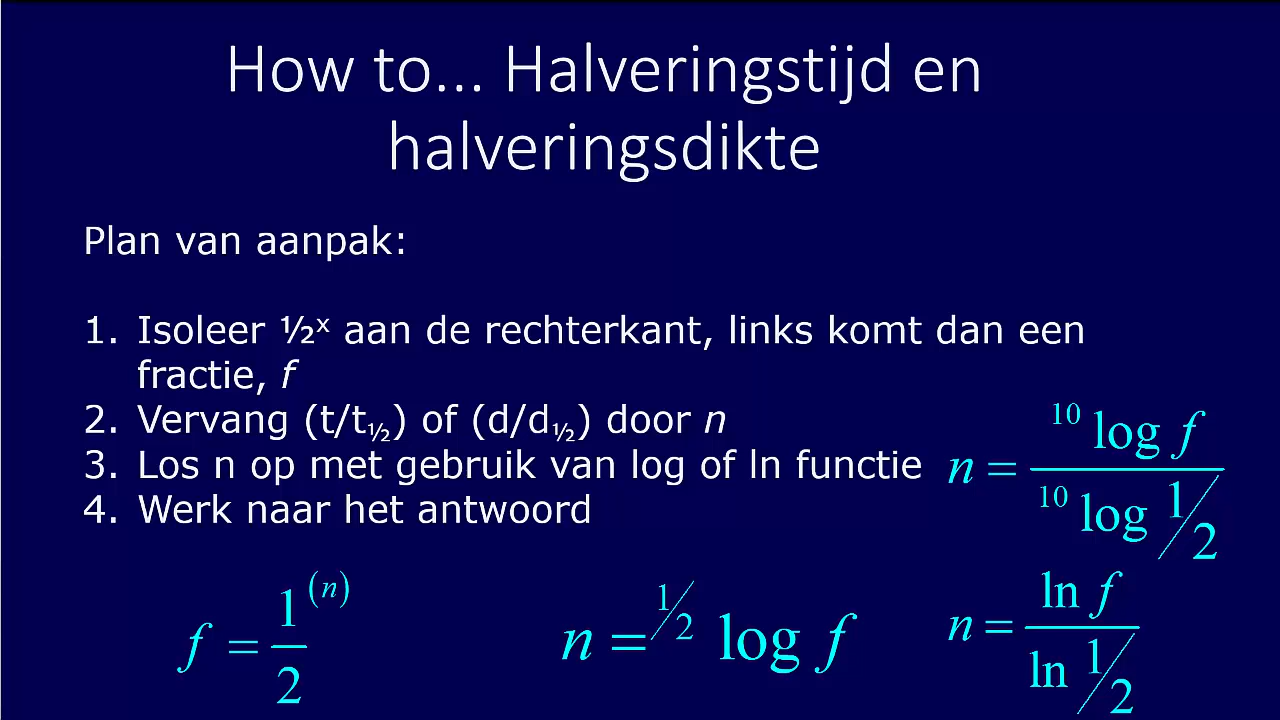 How to... Halveringstijd en
halveringsdikte
Plan van aanpak:
1. Isoleer ½ˣ aan de rechterkant, links komt dan een
fractie, f
2. Vervang (t/t½) of (d/d½) door n
3. Los n op met gebruik van log of ln functie
4. Werk naar het antwoord
n = ¹⁰log f / ¹⁰log 1/2
f = 1/2⁽ⁿ⁾
n = ¹/²log f
n = ln f / ln 1/2